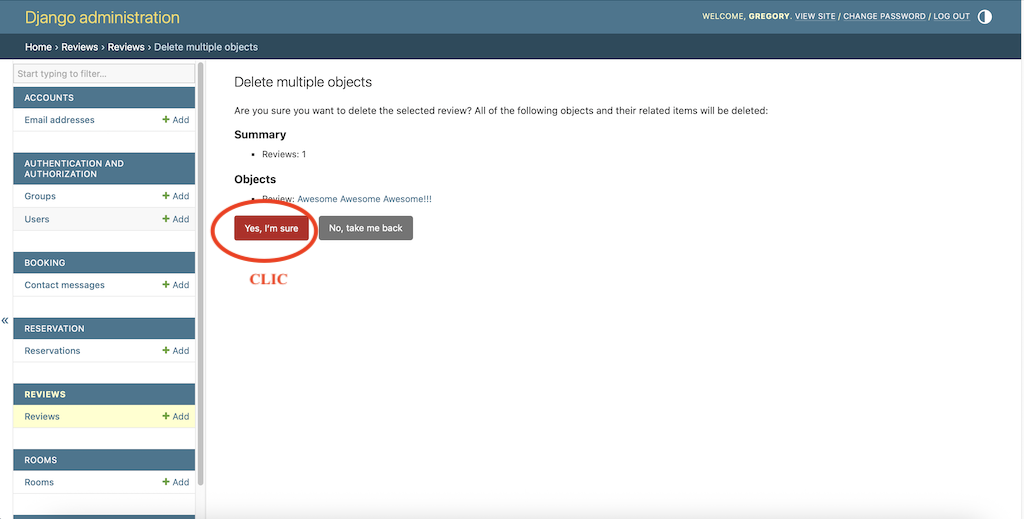 Django administration
WELCOME, GREGORY. VIEW SITE / CHANGE PASSWORD / LOG OUT
Home › Reviews › Reviews › Delete multiple objects
Start typing to filter...
ACCOUNTS
Email addresses + Add
AUTHENTICATION AND
AUTHORIZATION
Groups + Add
Users + Add
BOOKING
Contact messages + Add
RESERVATION
Reservations + Add
REVIEWS
Reviews + Add
ROOMS
Rooms + Add
«
Delete multiple objects
Are you sure you want to delete the selected review? All of the following objects and their related items will be deleted:
Summary
• Reviews: 1
Objects
• Review: Awesome Awesome Awesome!!!
Yes, I'm sure No, take me back
CLIC